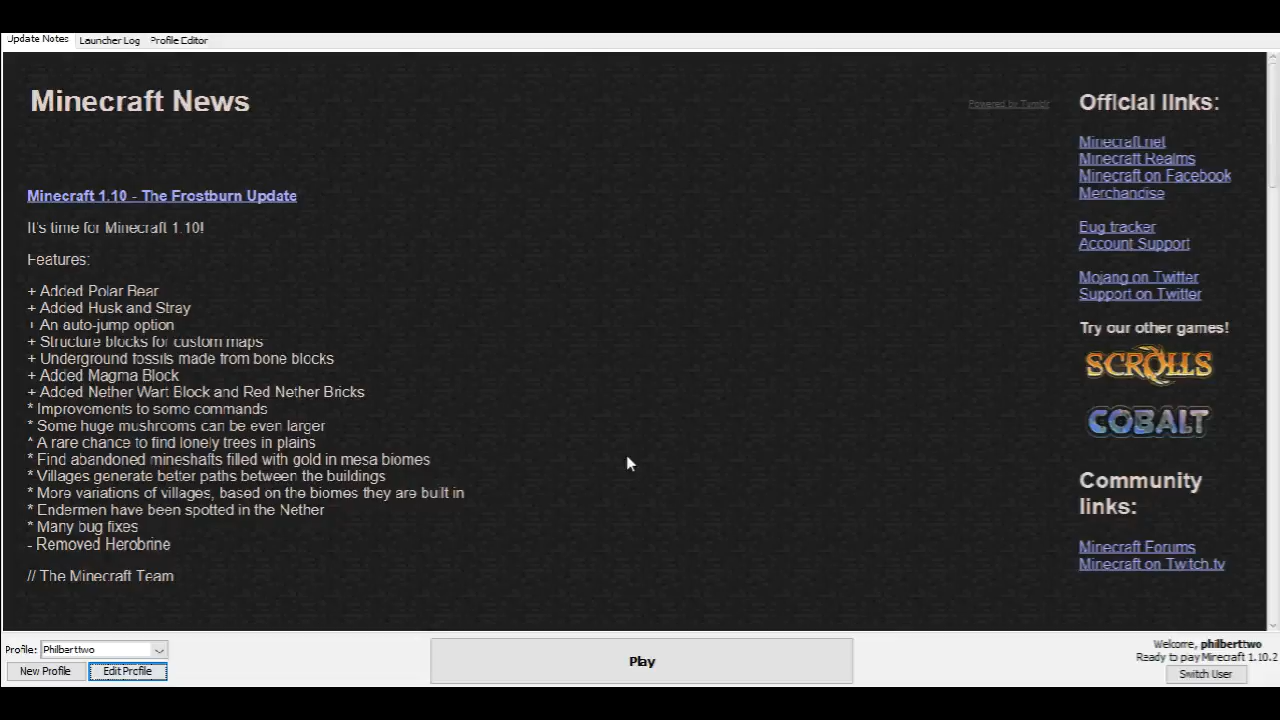 Update Notes Launcher Log Profile Editor
Minecraft News
Powered by Tumblr
Minecraft 1.10 - The Frostburn Update
It's time for Minecraft 1.10!
Features:
+ Added Polar Bear
+ Added Husk and Stray
+ An auto-jump option
+ Structure blocks for custom maps
+ Underground fossils made from bone blocks
+ Added Magma Block
+ Added Nether Wart Block and Red Nether Bricks
* Improvements to some commands
* Some huge mushrooms can be even larger
* A rare chance to find lonely trees in plains
* Find abandoned mineshafts filled with gold in mesa biomes
* Villages generate better paths between the buildings
* More variations of villages, based on the biomes they are built in
* Endermen have been spotted in the Nether
* Many bug fixes
- Removed Herobrine
// The Minecraft Team
Official links:
Minecraft.net
Minecraft Realms
Minecraft on Facebook
Merchandise
Bug tracker
Account Support
Mojang on Twitter
Support on Twitter
Try our other games!
SCROLLS
COBALT
Community
links:
Minecraft Forums
Minecraft on Twitch.tv
Profile: Philberttwo
New Profile Edit Profile
Play
Welcome, philberttwo
Ready to play Minecraft 1.10.2
Switch User